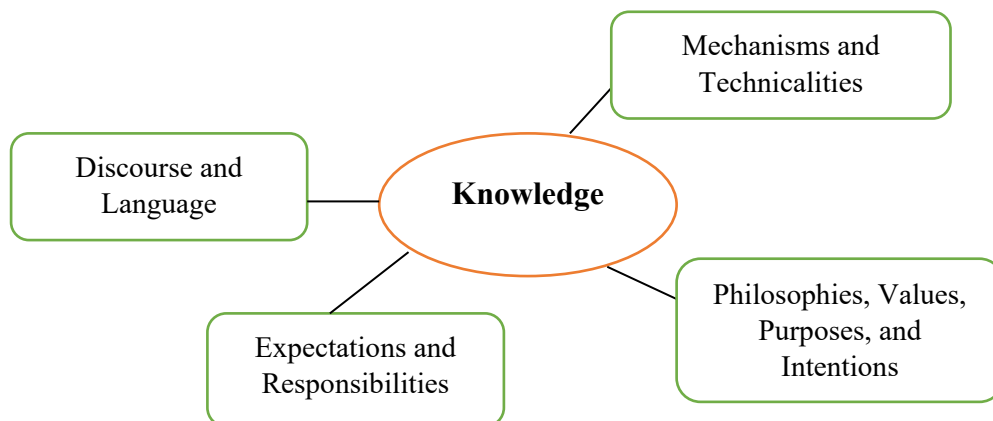 Mechanisms and
Technicalities
Discourse and
Language
Knowledge
Philosophies, Values,
Purposes, and
Intentions
Expectations and
Responsibilities